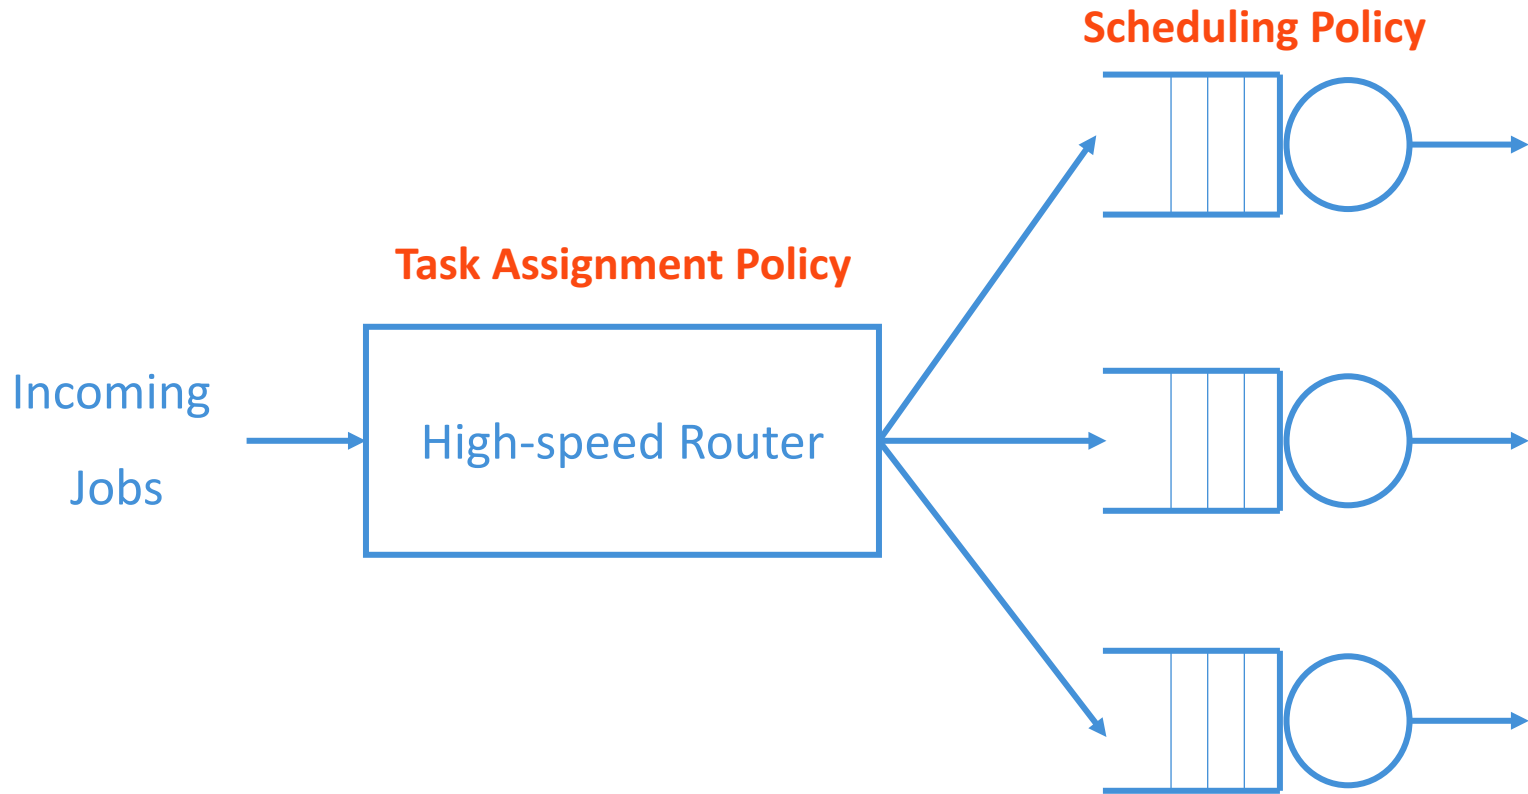 Scheduling Policy
Task Assignment Policy
Incoming
Jobs
High-speed Router